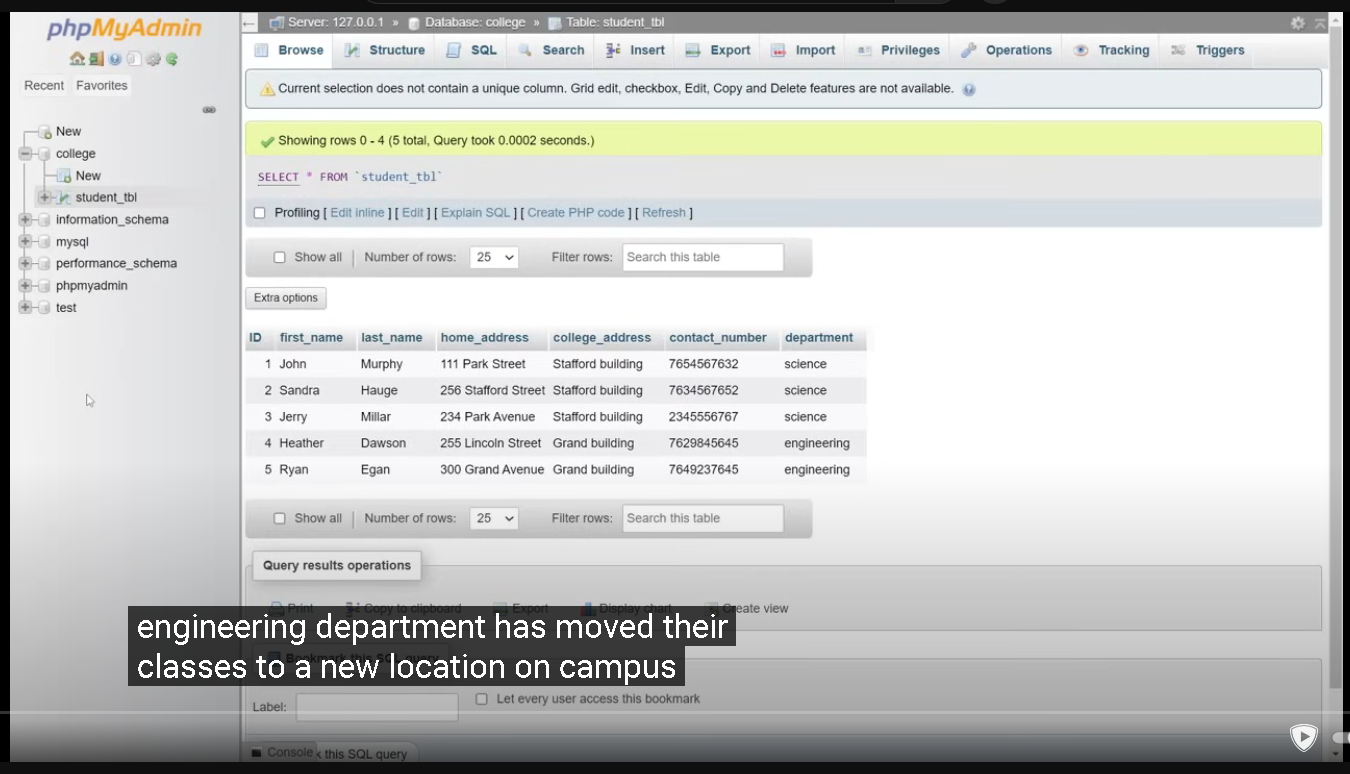 phpMyAdmin
Recent Favorites
New
college
New
student_tbl
information_schema
mysql
performance_schema
phpmyadmin
test
Server: 127.0.0.1 » Database: college » Table: student_tbl
Browse Structure SQL Search Insert Export Import Privileges Operations Tracking Triggers
Current selection does not contain a unique column. Grid edit, checkbox, Edit, Copy and Delete features are not available.
Showing rows 0 - 4 (5 total, Query took 0.0002 seconds.)
SELECT * FROM `student_tbl`
Profiling [ Edit inline ] [ Edit ] [ Explain SQL ] [ Create PHP code ] [ Refresh ]
Show all Number of rows: 25 Filter rows: Search this table
Extra options
ID first_name last_name home_address college_address contact_number department
1 John Murphy 111 Park Street Stafford building 7654567632 science
2 Sandra Hauge 256 Stafford Street Stafford building 7634567652 science
3 Jerry Millar 234 Park Avenue Stafford building 2345556767 science
4 Heather Dawson 255 Lincoln Street Grand building 7629845645 engineering
5 Ryan Egan 300 Grand Avenue Grand building 7649237645 engineering
Show all Number of rows: 25 Filter rows: Search this table
Query results operations
Print Copy to clipboard Export Display chart Create view
engineering department has moved their
Bookmark this SQL query
classes to a new location on campus
Label: Let every user access this bookmark
Console k this SQL query